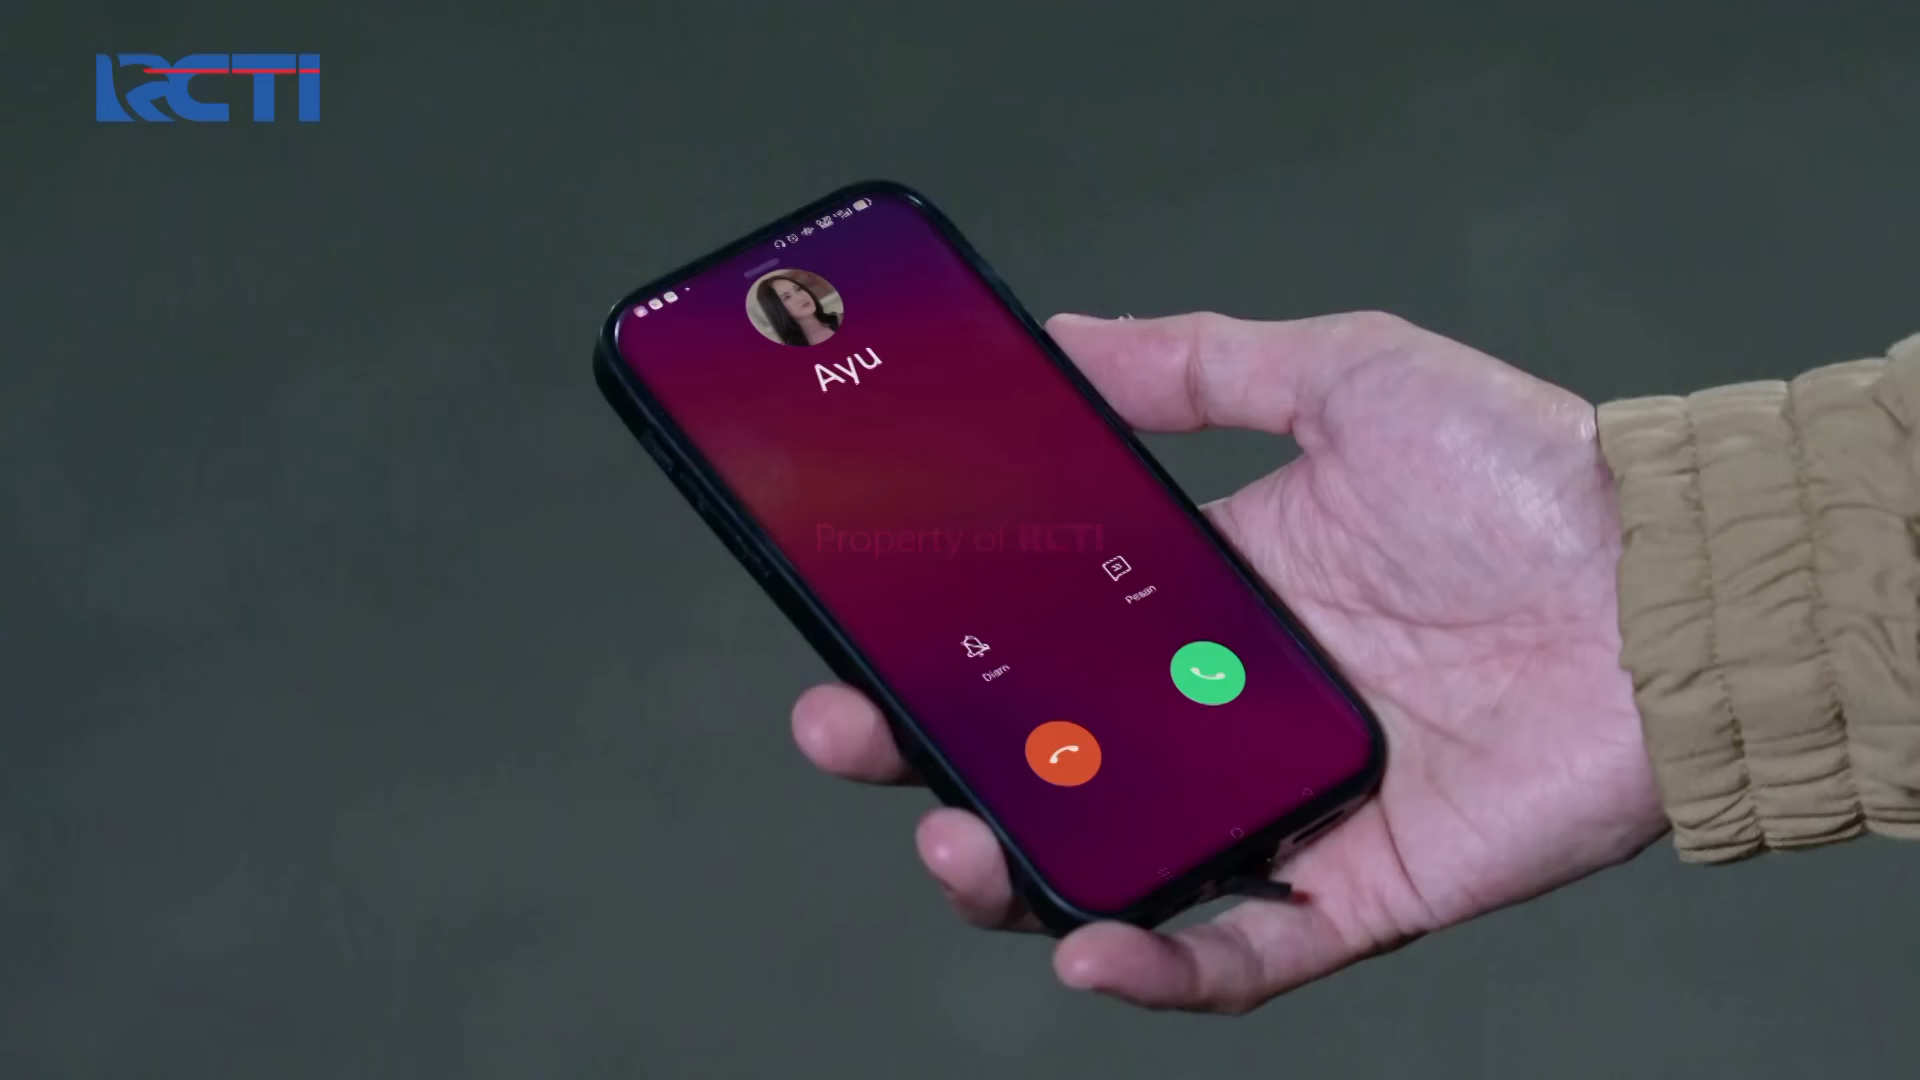 RCTI
Ayu
Property of RCTI
Pesan
Diam